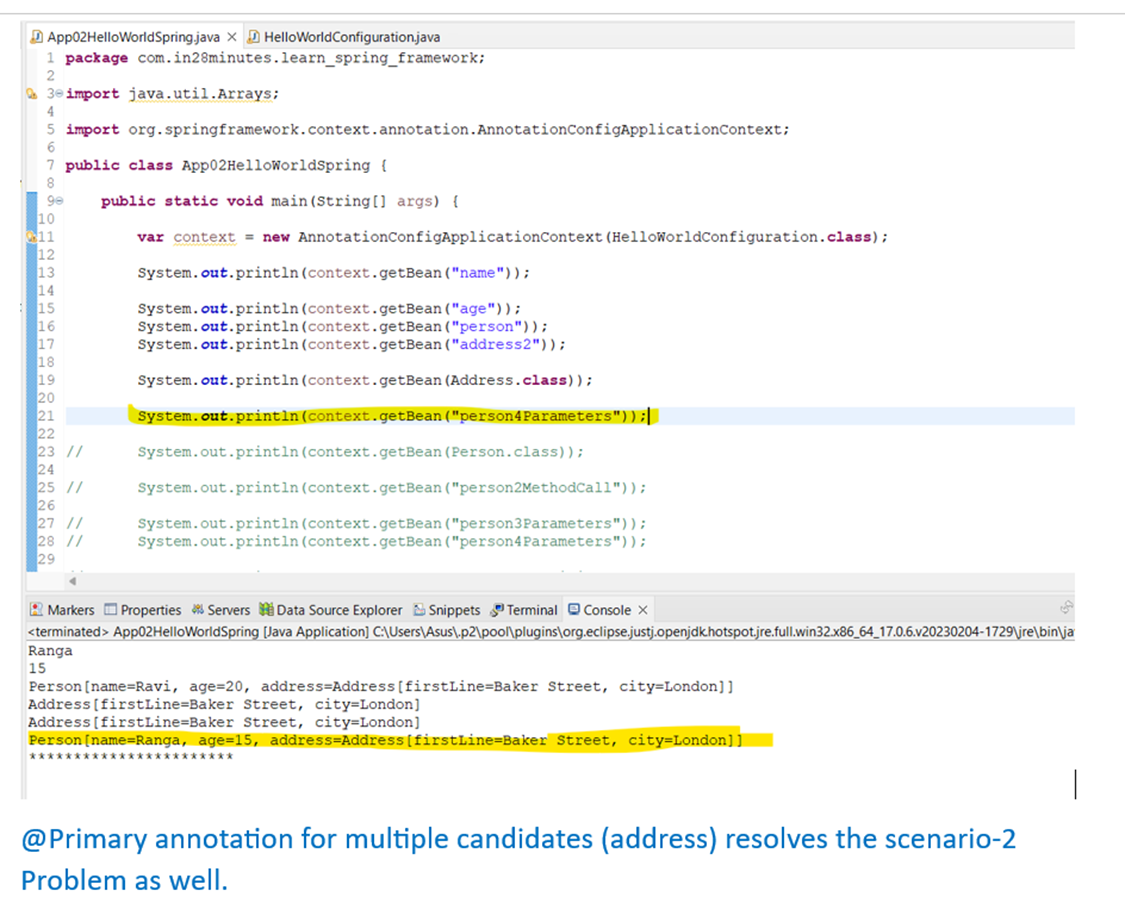 App02HelloWorldSpring.java HelloWorldConfiguration.java
1 package com.in28minutes.learn_spring_framework;
2
3 import java.util.Arrays;
4
5 import org.springframework.context.annotation.AnnotationConfigApplicationContext;
6
7 public class App02HelloWorldSpring {
8
9 public static void main(String[] args) {
10
11 var context = new AnnotationConfigApplicationContext(HelloWorldConfiguration.class);
12
13 System.out.println(context.getBean("name"));
14
15 System.out.println(context.getBean("age"));
16 System.out.println(context.getBean("person"));
17 System.out.println(context.getBean("address2"));
18
19 System.out.println(context.getBean(Address.class));
20
21 System.out.println(context.getBean("person4Parameters"));
22
23 // System.out.println(context.getBean(Person.class));
24
25 // System.out.println(context.getBean("person2MethodCall"));
26
27 // System.out.println(context.getBean("person3Parameters"));
28 // System.out.println(context.getBean("person4Parameters"));
29
Markers Properties Servers Data Source Explorer Snippets Terminal Console
<terminated> App02HelloWorldSpring [Java Application] C:\Users\Asus\.p2\pool\plugins\org.eclipse.justj.openjdk.hotspot.jre.full.win32.x86_64_17.0.6.v20230204-1729\jre\bin\ja
Ranga
15
Person[name=Ravi, age=20, address=Address[firstLine=Baker Street, city=London]]
Address[firstLine=Baker Street, city=London]
Address[firstLine=Baker Street, city=London]
Person[name=Ranga, age=15, address=Address[firstLine=Baker Street, city=London]]
***********************
@Primary annotation for multiple candidates (address) resolves the scenario-2
Problem as well.